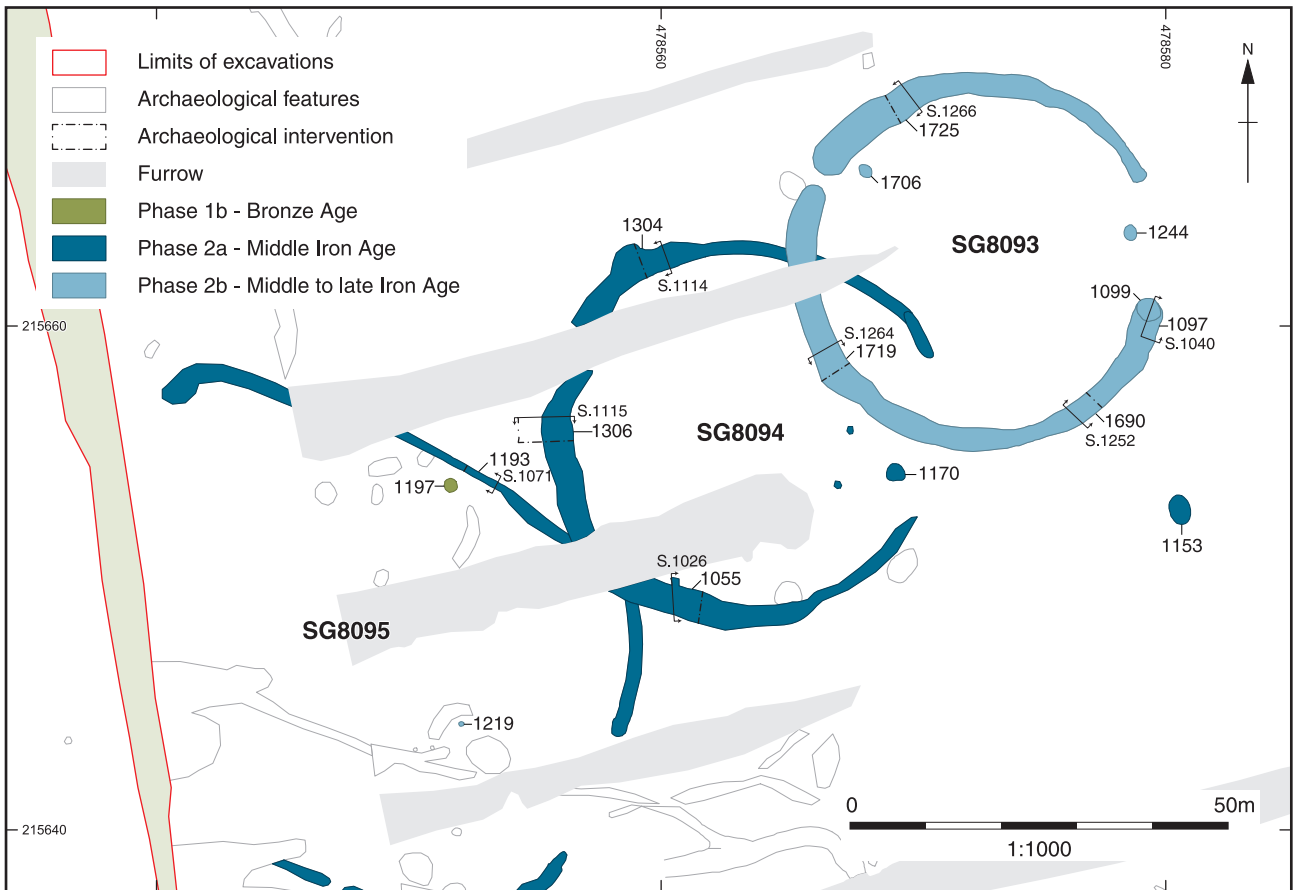 Limits of excavations
Archaeological features
Archaeological intervention
Furrow
Phase 1b - Bronze Age
Phase 2a - Middle Iron Age
Phase 2b - Middle to late Iron Age
478560
478580
N
S.1266
1725
1706
1304
S.1114
SG8093
1244
1099
1097
S.1040
215660
S.1264
1719
S.1115
1306
SG8094
1690
S.1252
1193
S.1071
1197
1170
1153
S.1026
1055
SG8095
1219
215640
0
50m
1:1000